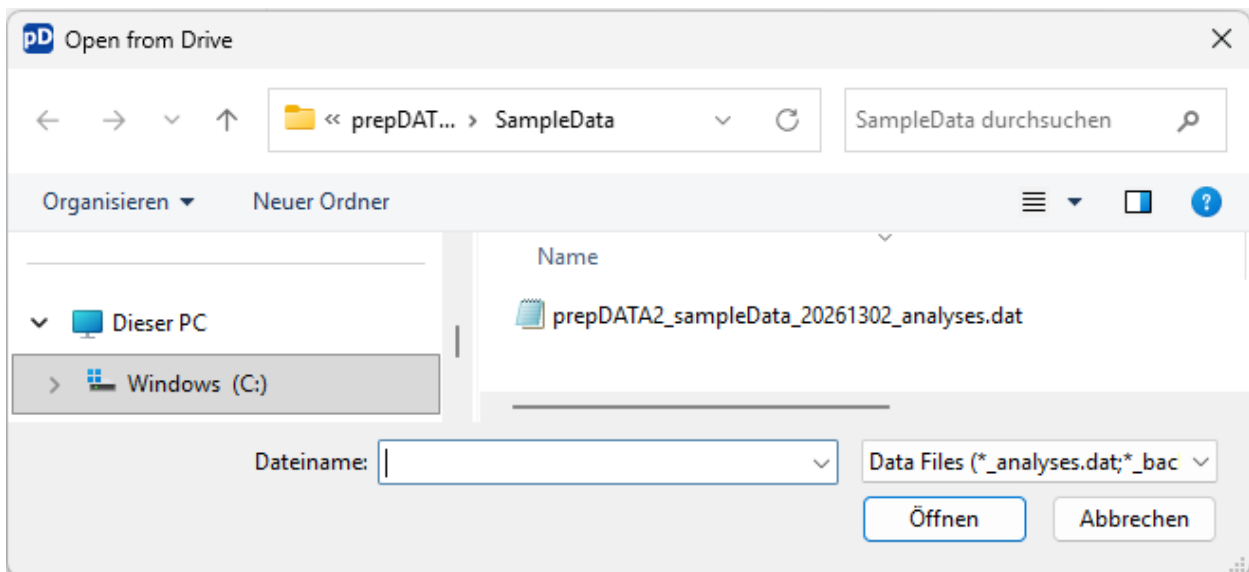 pD Open from Drive
« prepDAT... > SampleData
SampleData durchsuchen
Organisieren
Neuer Ordner
?
Name
Dieser PC
prepDATA2_sampleData_20261302_analyses.dat
Windows (C:)
Dateiname:
Data Files (*_analyses.dat;*_bac
Öffnen
Abbrechen